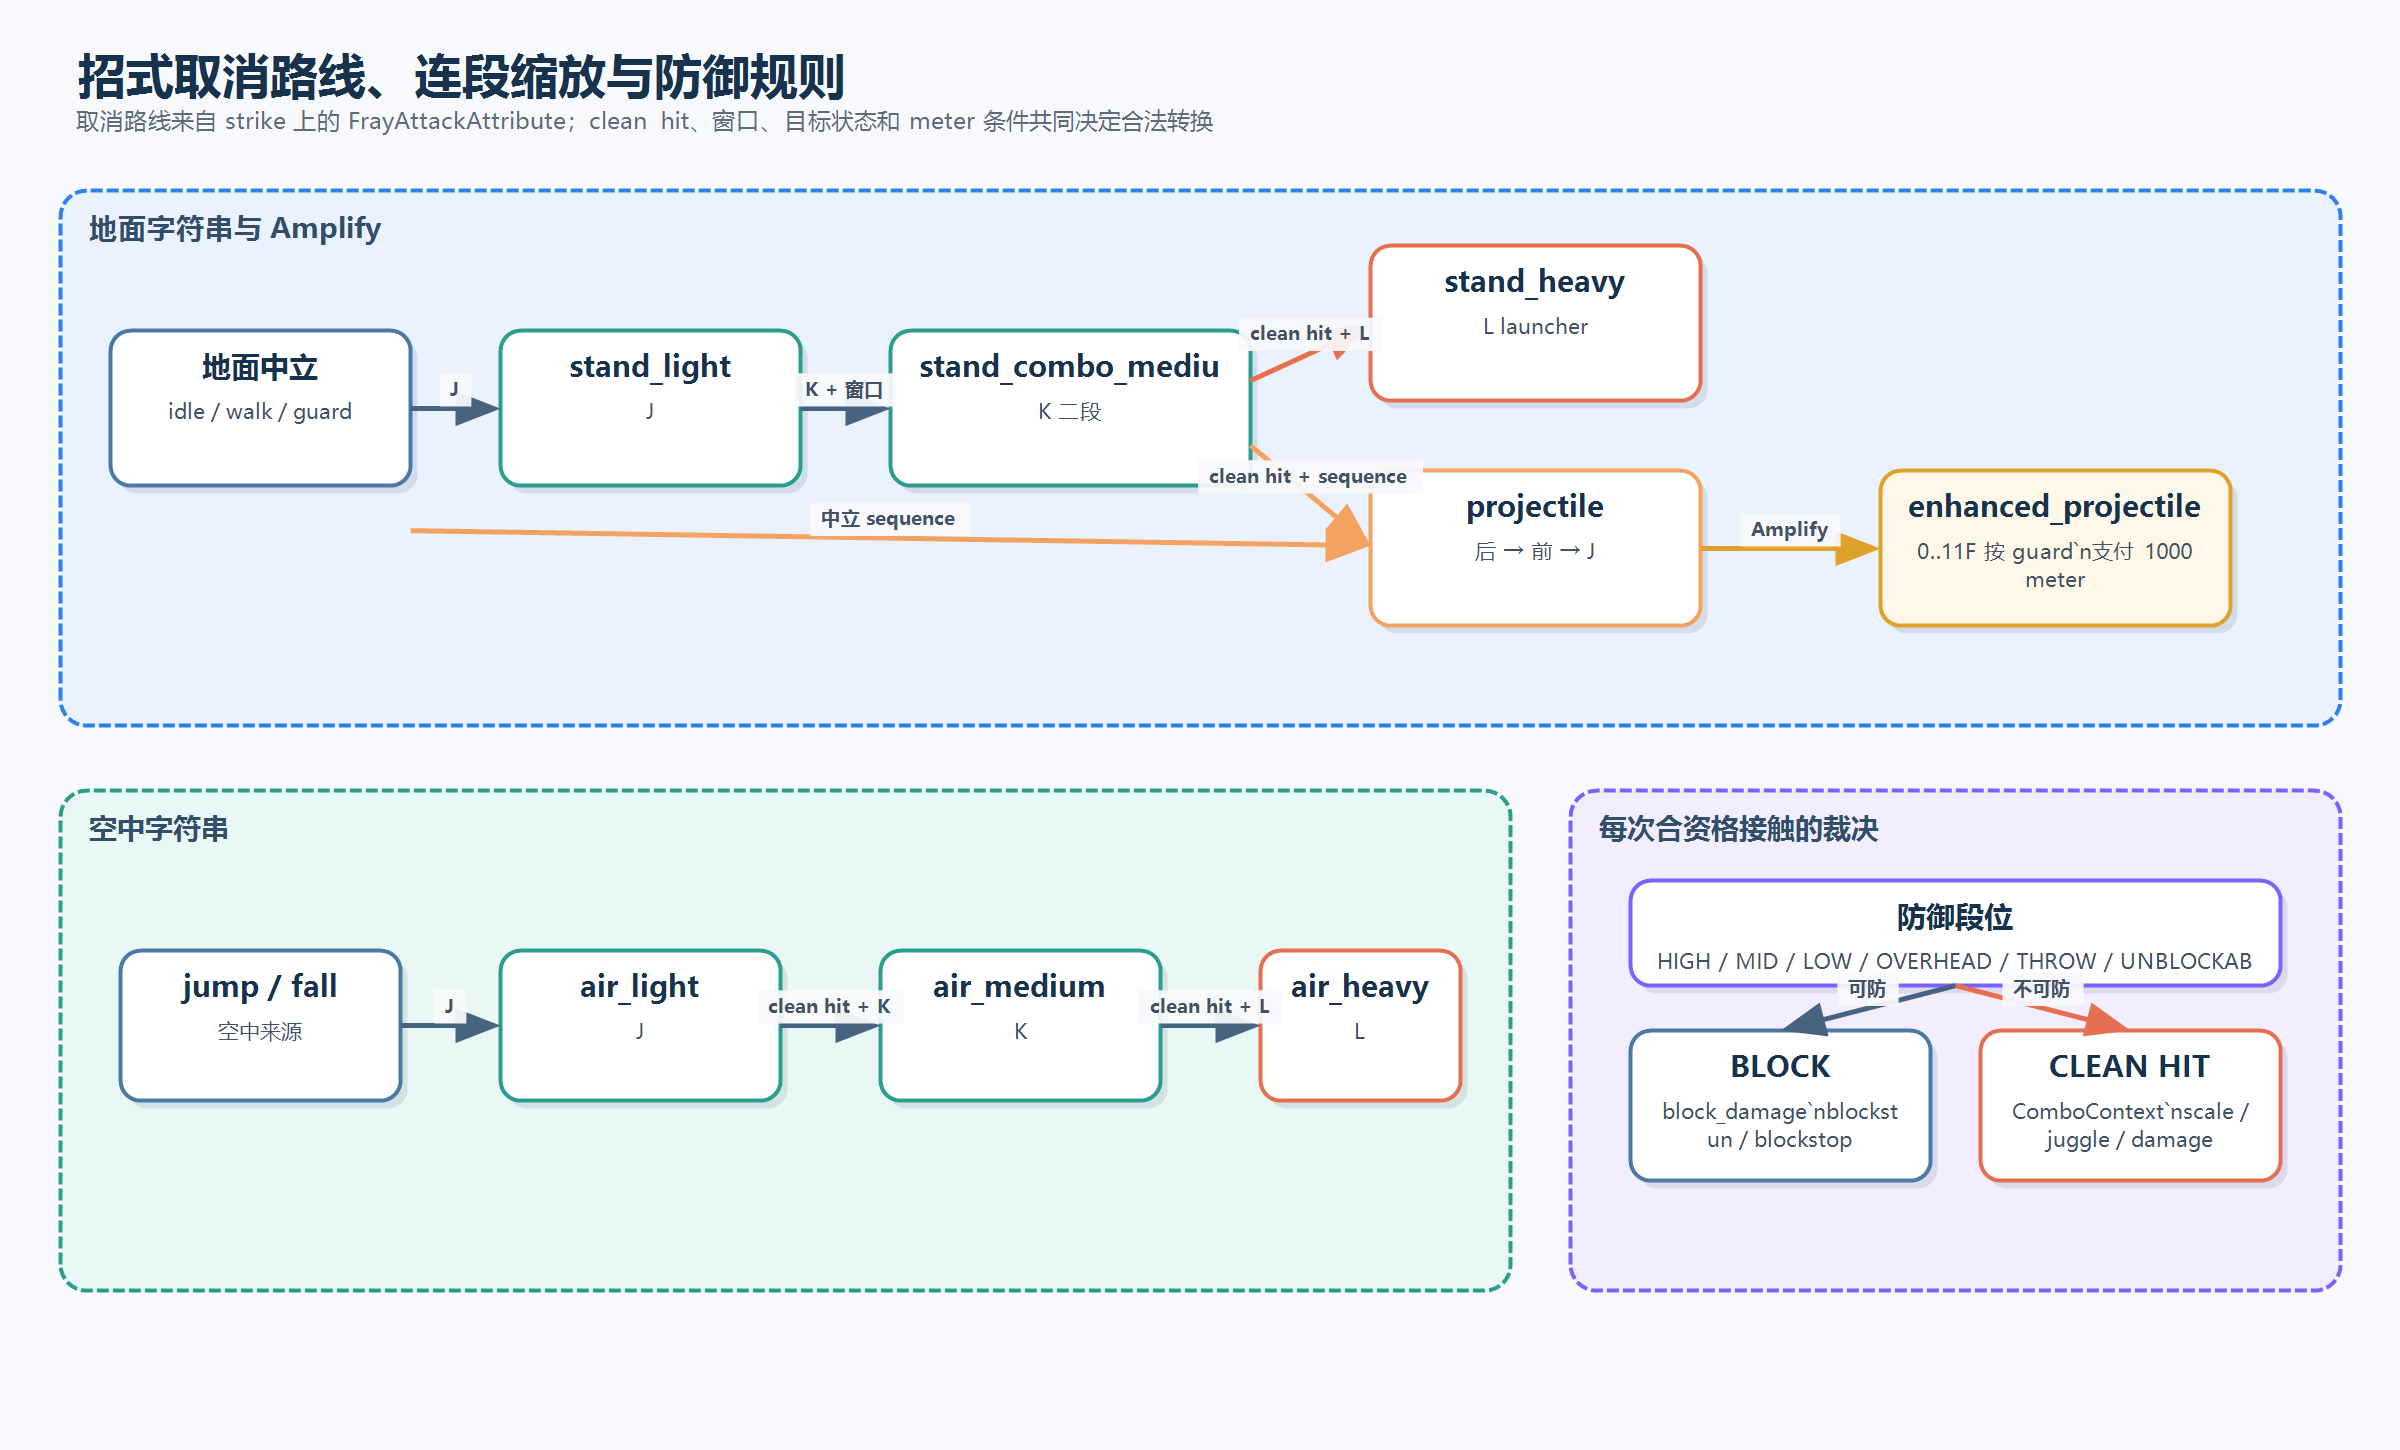 招式取消路线、连段缩放与防御规则
取消路线来自 strike 上的 FrayAttackAttribute；clean hit、窗口、目标状态和 meter 条件共同决定合法转换
地面字符串与 Amplify
地面中立
idle / walk / guard
J
stand_light
J
K + 窗口
stand_combo_mediu
K 二段
clean hit + L
stand_heavy
L launcher
clean hit + sequence
中立 sequence
projectile
后 → 前 → J
Amplify
enhanced_projectile
0..11F 按 guard`n支付 1000
meter
空中字符串
jump / fall
空中来源
J
air_light
J
clean hit + K
air_medium
K
clean hit + L
air_heavy
L
每次合资格接触的裁决
防御段位
HIGH / MID / LOW / OVERHEAD / THROW / UNBLOCKAB
可防
不可防
BLOCK
block_damage`nblockst
un / blockstop
CLEAN HIT
ComboContext`nscale /
juggle / damage